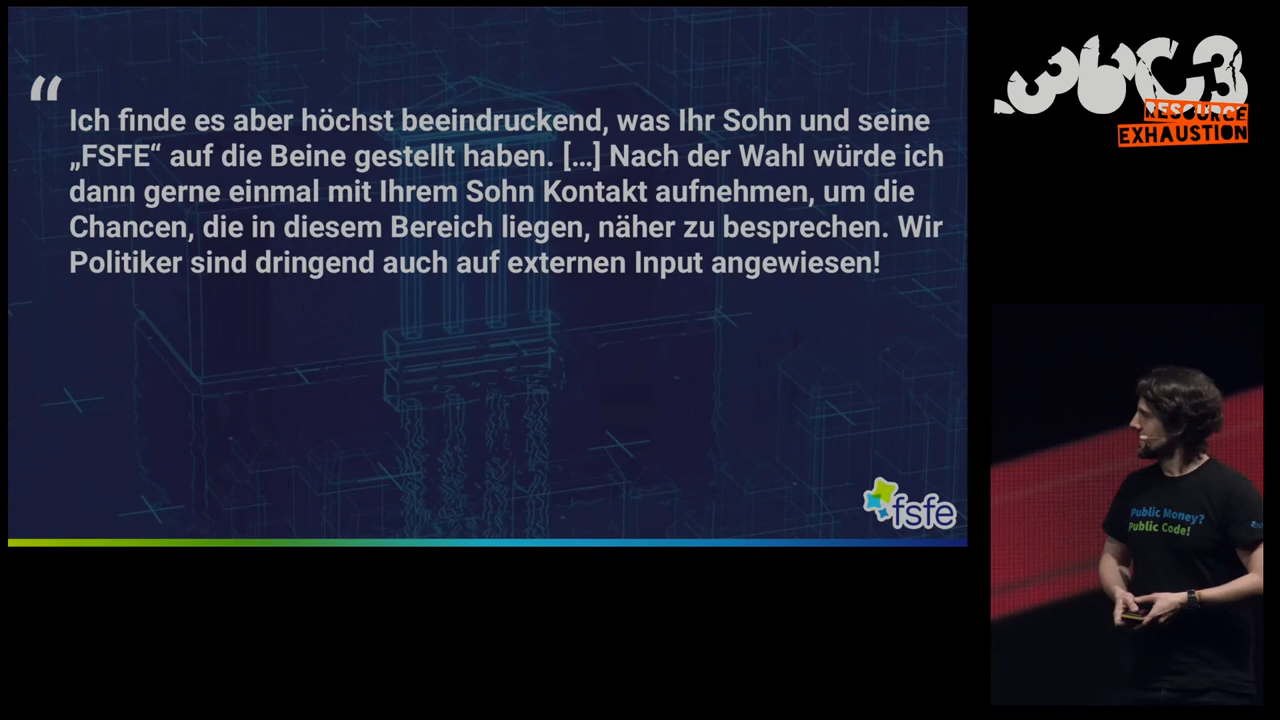 “
Ich finde es aber höchst beeindruckend, was Ihr Sohn und seine
„FSFE“ auf die Beine gestellt haben. [...] Nach der Wahl würde ich
dann gerne einmal mit Ihrem Sohn Kontakt aufnehmen, um die
Chancen, die in diesem Bereich liegen, näher zu besprechen. Wir
Politiker sind dringend auch auf externen Input angewiesen!
fsfe
36C3
RESOURCE
EXHAUSTION
Public Money?
Public Code!